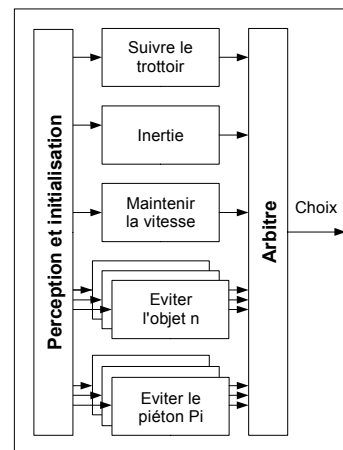 Perception et initialisation
Suivre le
trottoir
Inertie
Maintenir
la vitesse
Eviter
l'objet n
Eviter le
piéton Pi
Arbitre
Choix